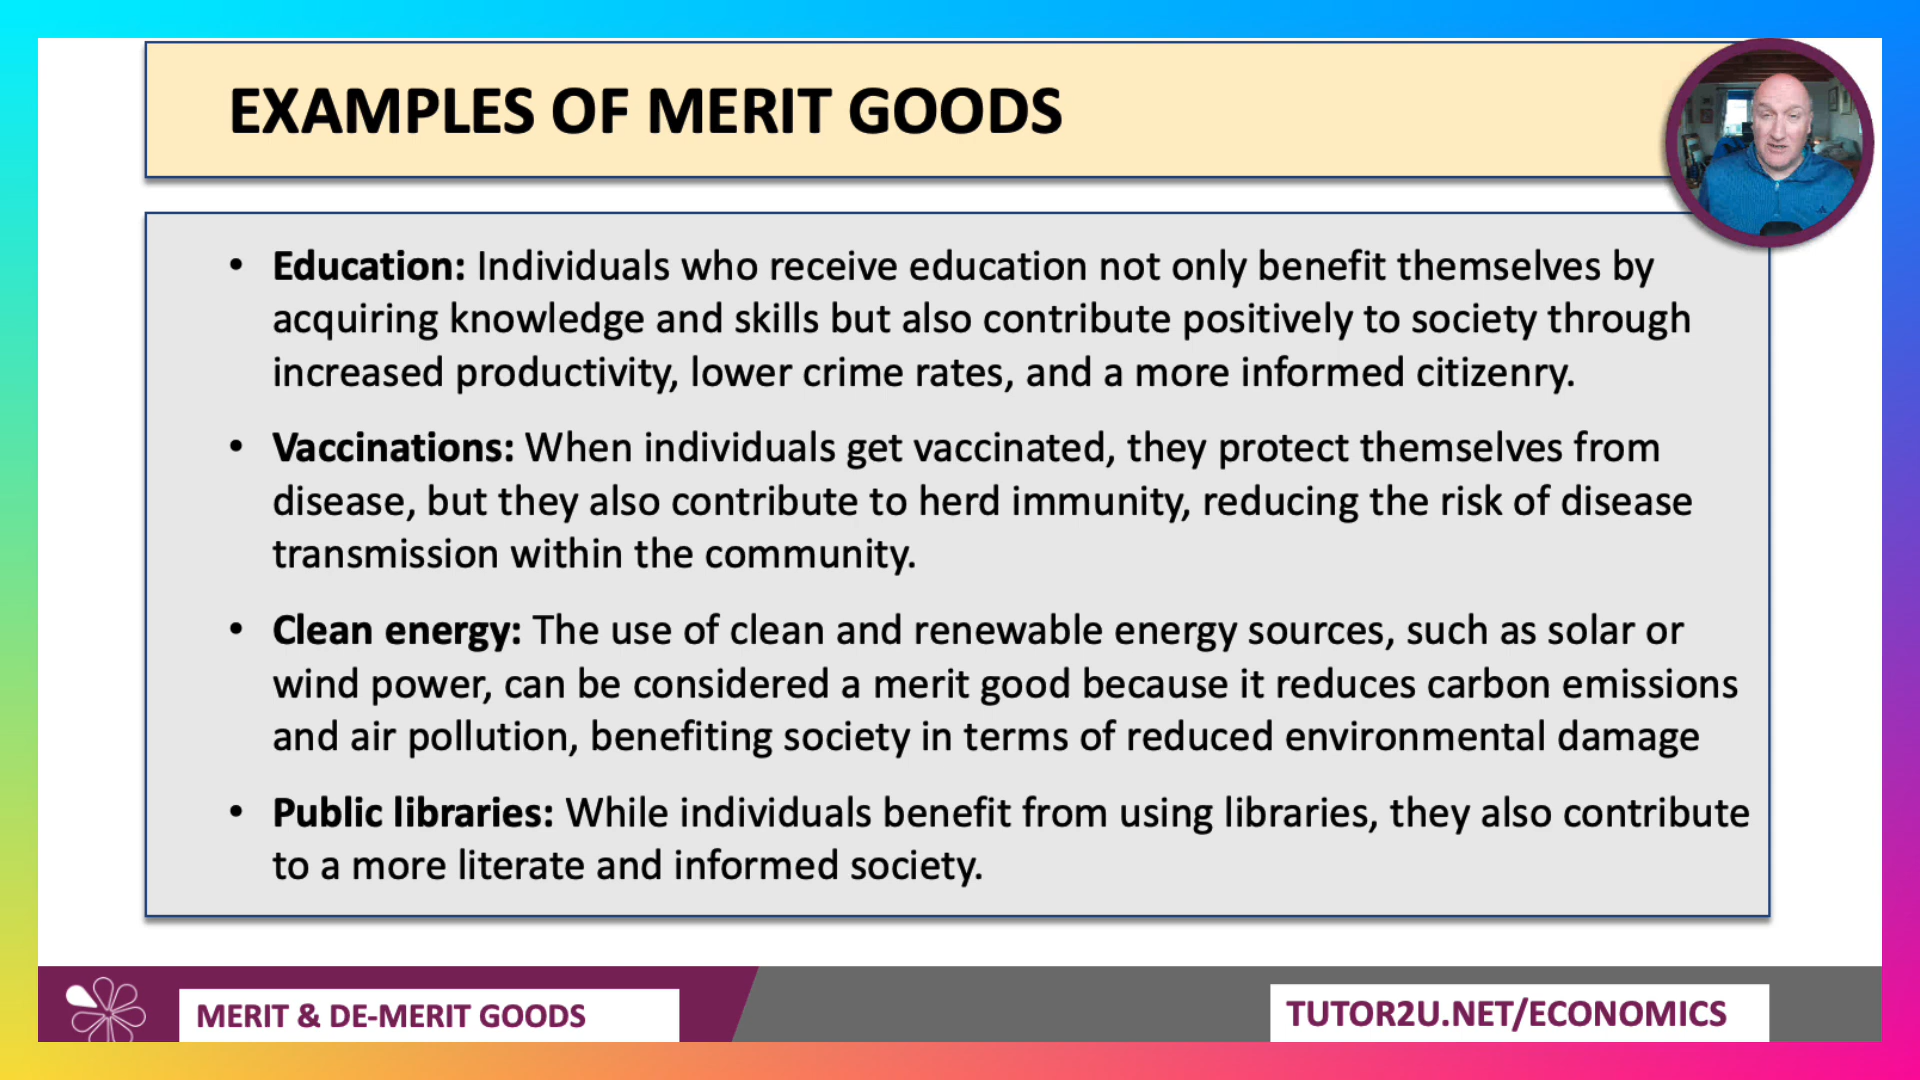 EXAMPLES OF MERIT GOODS
• Education: Individuals who receive education not only benefit themselves by
acquiring knowledge and skills but also contribute positively to society through
increased productivity, lower crime rates, and a more informed citizenry.
• Vaccinations: When individuals get vaccinated, they protect themselves from
disease, but they also contribute to herd immunity, reducing the risk of disease
transmission within the community.
• Clean energy: The use of clean and renewable energy sources, such as solar or
wind power, can be considered a merit good because it reduces carbon emissions
and air pollution, benefiting society in terms of reduced environmental damage
• Public libraries: While individuals benefit from using libraries, they also contribute
to a more literate and informed society.
MERIT & DE-MERIT GOODS
TUTOR2U.NET/ECONOMICS